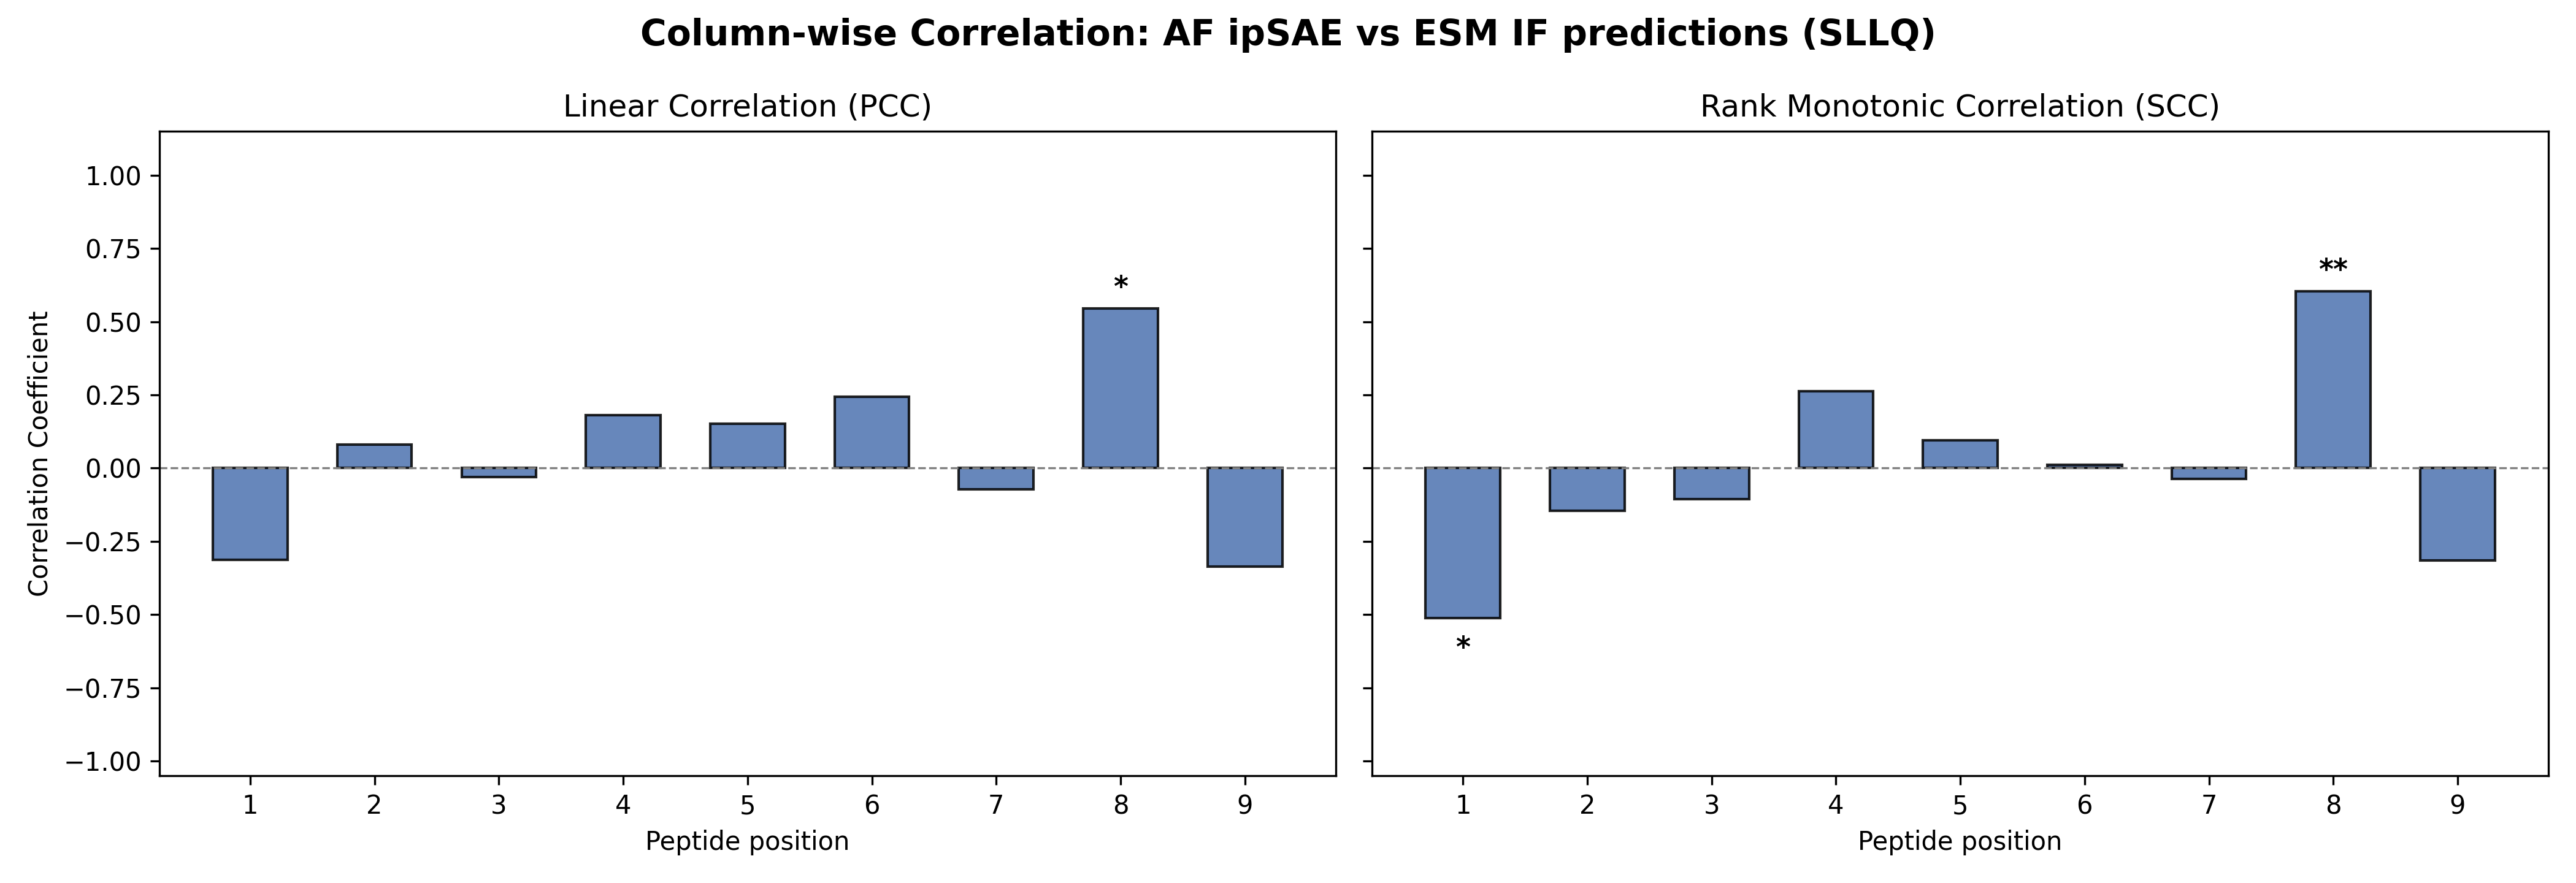 Column-wise Correlation: AF ipSAE vs ESM IF predictions (SLLQ)
Linear Correlation (PCC)
Correlation Coefficient
1.00
0.75
0.50
0.25
0.00
−0.25
−0.50
−0.75
−1.00
*
1 2 3 4 5 6 7 8 9
Peptide position
Rank Monotonic Correlation (SCC)
**
*
1 2 3 4 5 6 7 8 9
Peptide position